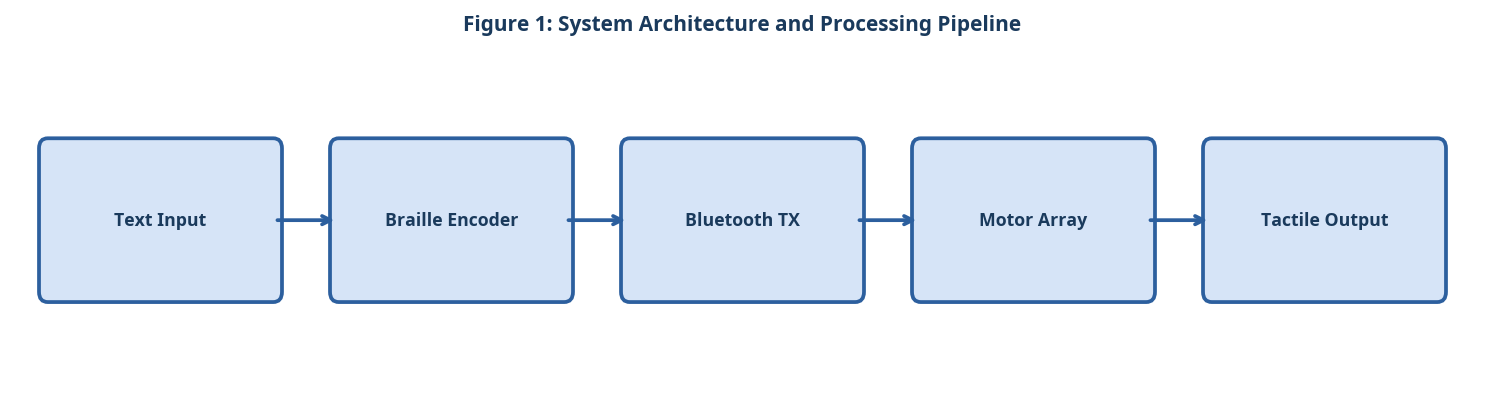 Figure 1: System Architecture and Processing Pipeline
Text Input
Braille Encoder
Bluetooth TX
Motor Array
Tactile Output